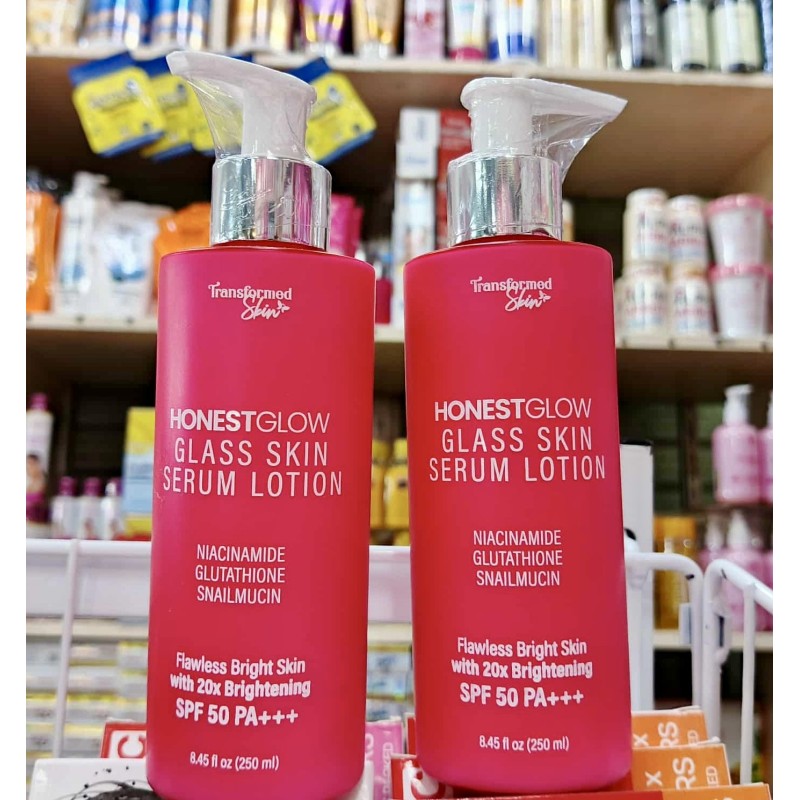 Transformed
Skin
HONESTGLOW
GLASS SKIN
SERUM LOTION
NIACINAMIDE
GLUTATHIONE
SNAILMUCIN
Flawless Bright Skin
with 20x Brightening
SPF 50 PA+++
8.45 fl oz (250 ml)
Transformed
Skin
HONESTGLOW
GLASS SKIN
SERUM LOTION
NIACINAMIDE
GLUTATHIONE
SNAILMUCIN
Flawless Bright Skin
with 20x Brightening
SPF 50 PA+++
8.45 fl oz (250 ml)